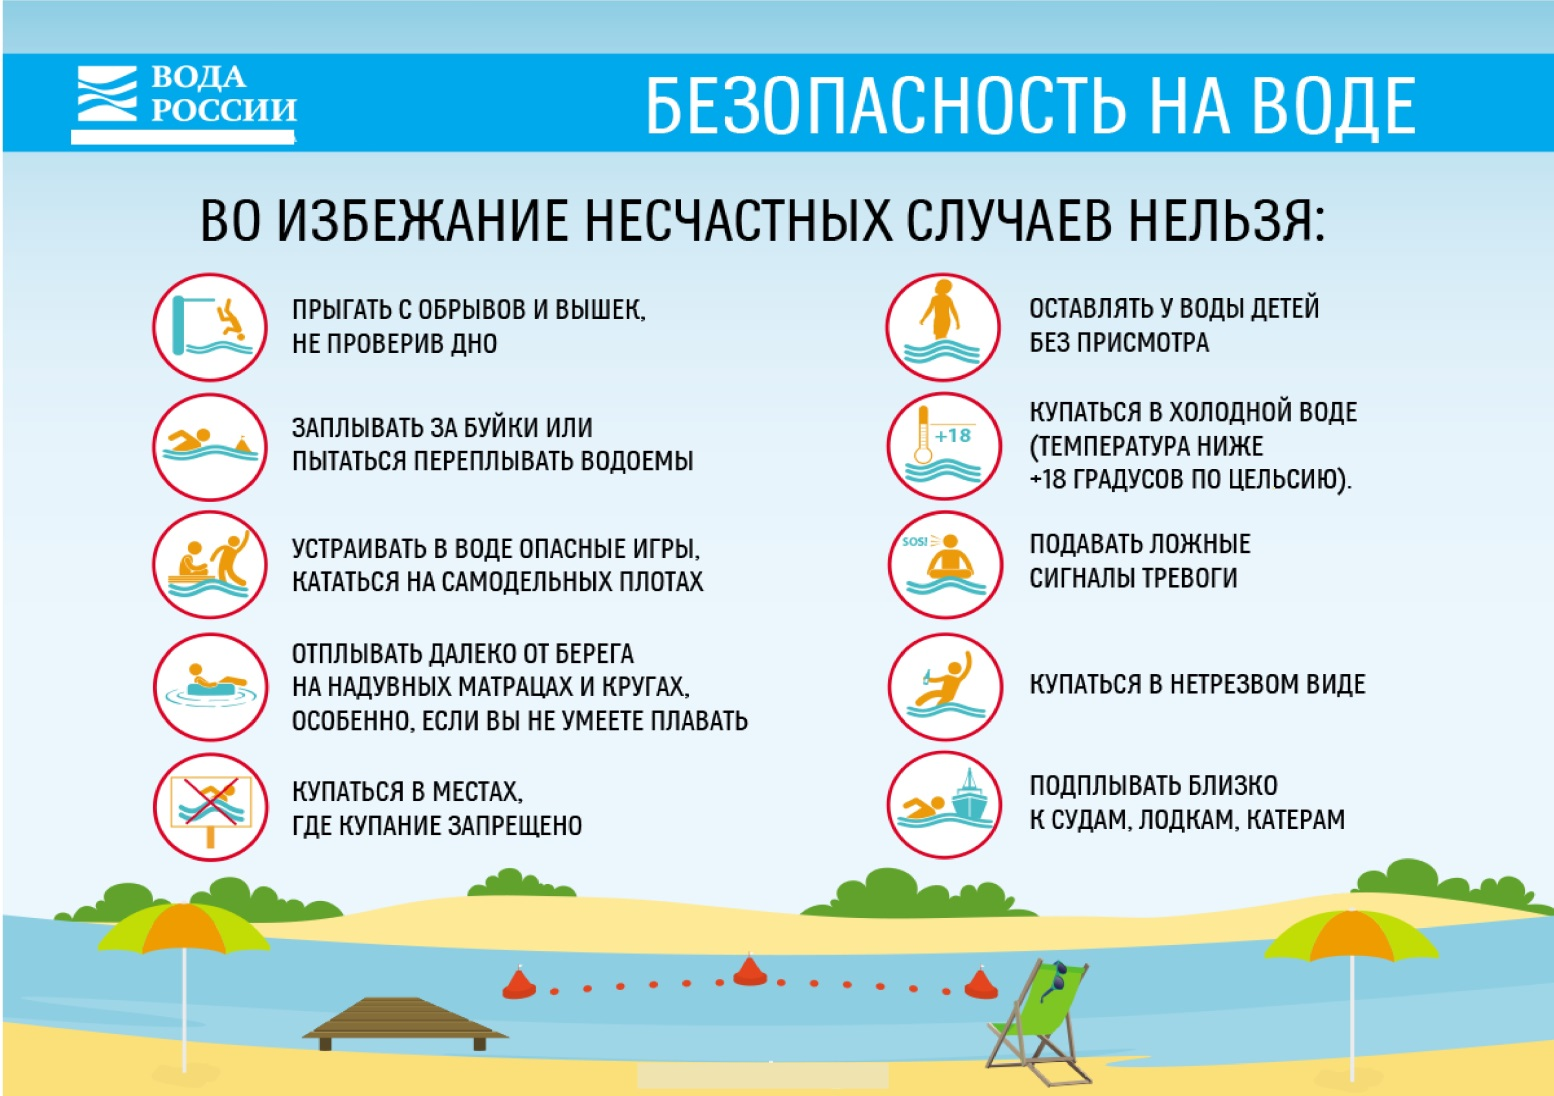 ВОДА
РОССИИ
БЕЗОПАСНОСТЬ НА ВОДЕ
ВО ИЗБЕЖАНИЕ НЕСЧАСТНЫХ СЛУЧАЕВ НЕЛЬЗЯ:
ПРЫГАТЬ С ОБРЫВОВ И ВЫШЕК,
НЕ ПРОВЕРИВ ДНО
ЗАПЛЫВАТЬ ЗА БУЙКИ ИЛИ
ПЫТАТЬСЯ ПЕРЕПЛЫВАТЬ ВОДОЕМЫ
УСТРАИВАТЬ В ВОДЕ ОПАСНЫЕ ИГРЫ,
КАТАТЬСЯ НА САМОДЕЛЬНЫХ ПЛОТАХ
ОТПЛЫВАТЬ ДАЛЕКО ОТ БЕРЕГА
НА НАДУВНЫХ МАТРАЦАХ И КРУГАХ,
ОСОБЕННО, ЕСЛИ ВЫ НЕ УМЕЕТЕ ПЛАВАТЬ
КУПАТЬСЯ В МЕСТАХ,
ГДЕ КУПАНИЕ ЗАПРЕЩЕНО
ОСТАВЛЯТЬ У ВОДЫ ДЕТЕЙ
БЕЗ ПРИСМОТРА
+18
КУПАТЬСЯ В ХОЛОДНОЙ ВОДЕ
(ТЕМПЕРАТУРА НИЖЕ
+18 ГРАДУСОВ ПО ЦЕЛЬСИЮ).
SOS!
ПОДАВАТЬ ЛОЖНЫЕ
СИГНАЛЫ ТРЕВОГИ
КУПАТЬСЯ В НЕТРЕЗВОМ ВИДЕ
ПОДПЛЫВАТЬ БЛИЗКО
К СУДАМ, ЛОДКАМ, КАТЕРАМ